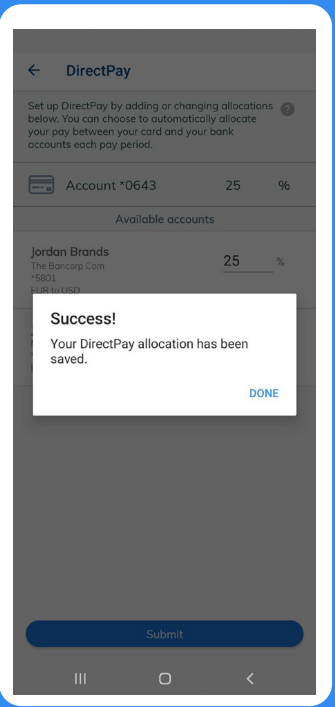 DirectPay
Set up DirectPay by adding or changing allocations
below. You can choose to automatically allocate
your pay between your card and your bank
accounts each pay period.
?
Account *0643 25 %
Available accounts
Jordan Brands
The Bancorp Com
*5801
EUR to USD
25 %
Success!
Your DirectPay allocation has been
saved.
DONE
Submit